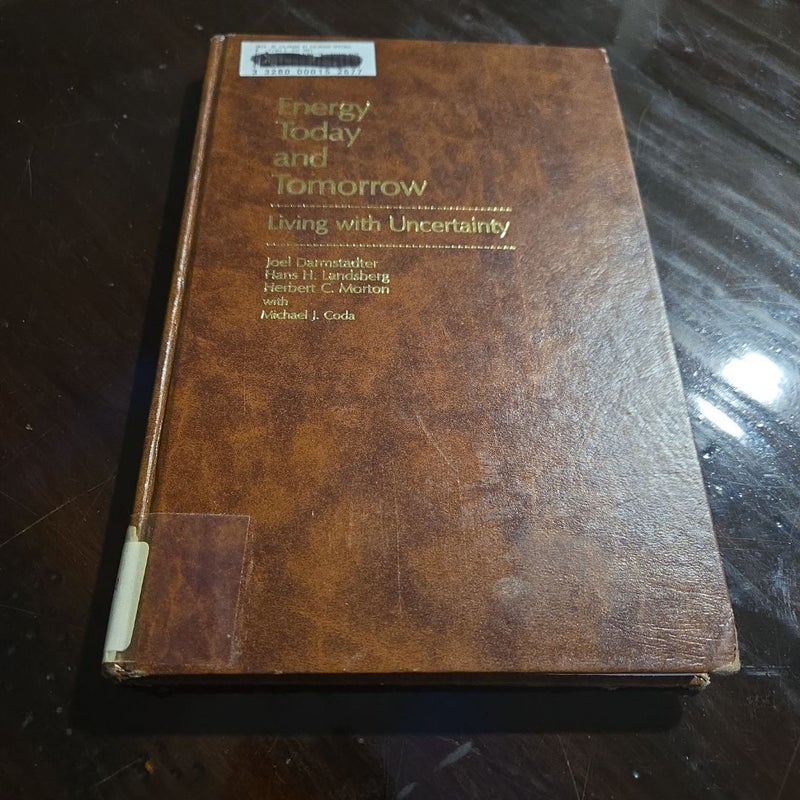 3 3280 00015 2677
Energy
Today
and
Tomorrow
Living with Uncertainty
Joel Darmstadter
Hans H. Landsberg
Herbert C. Morton
with
Michael J. Coda